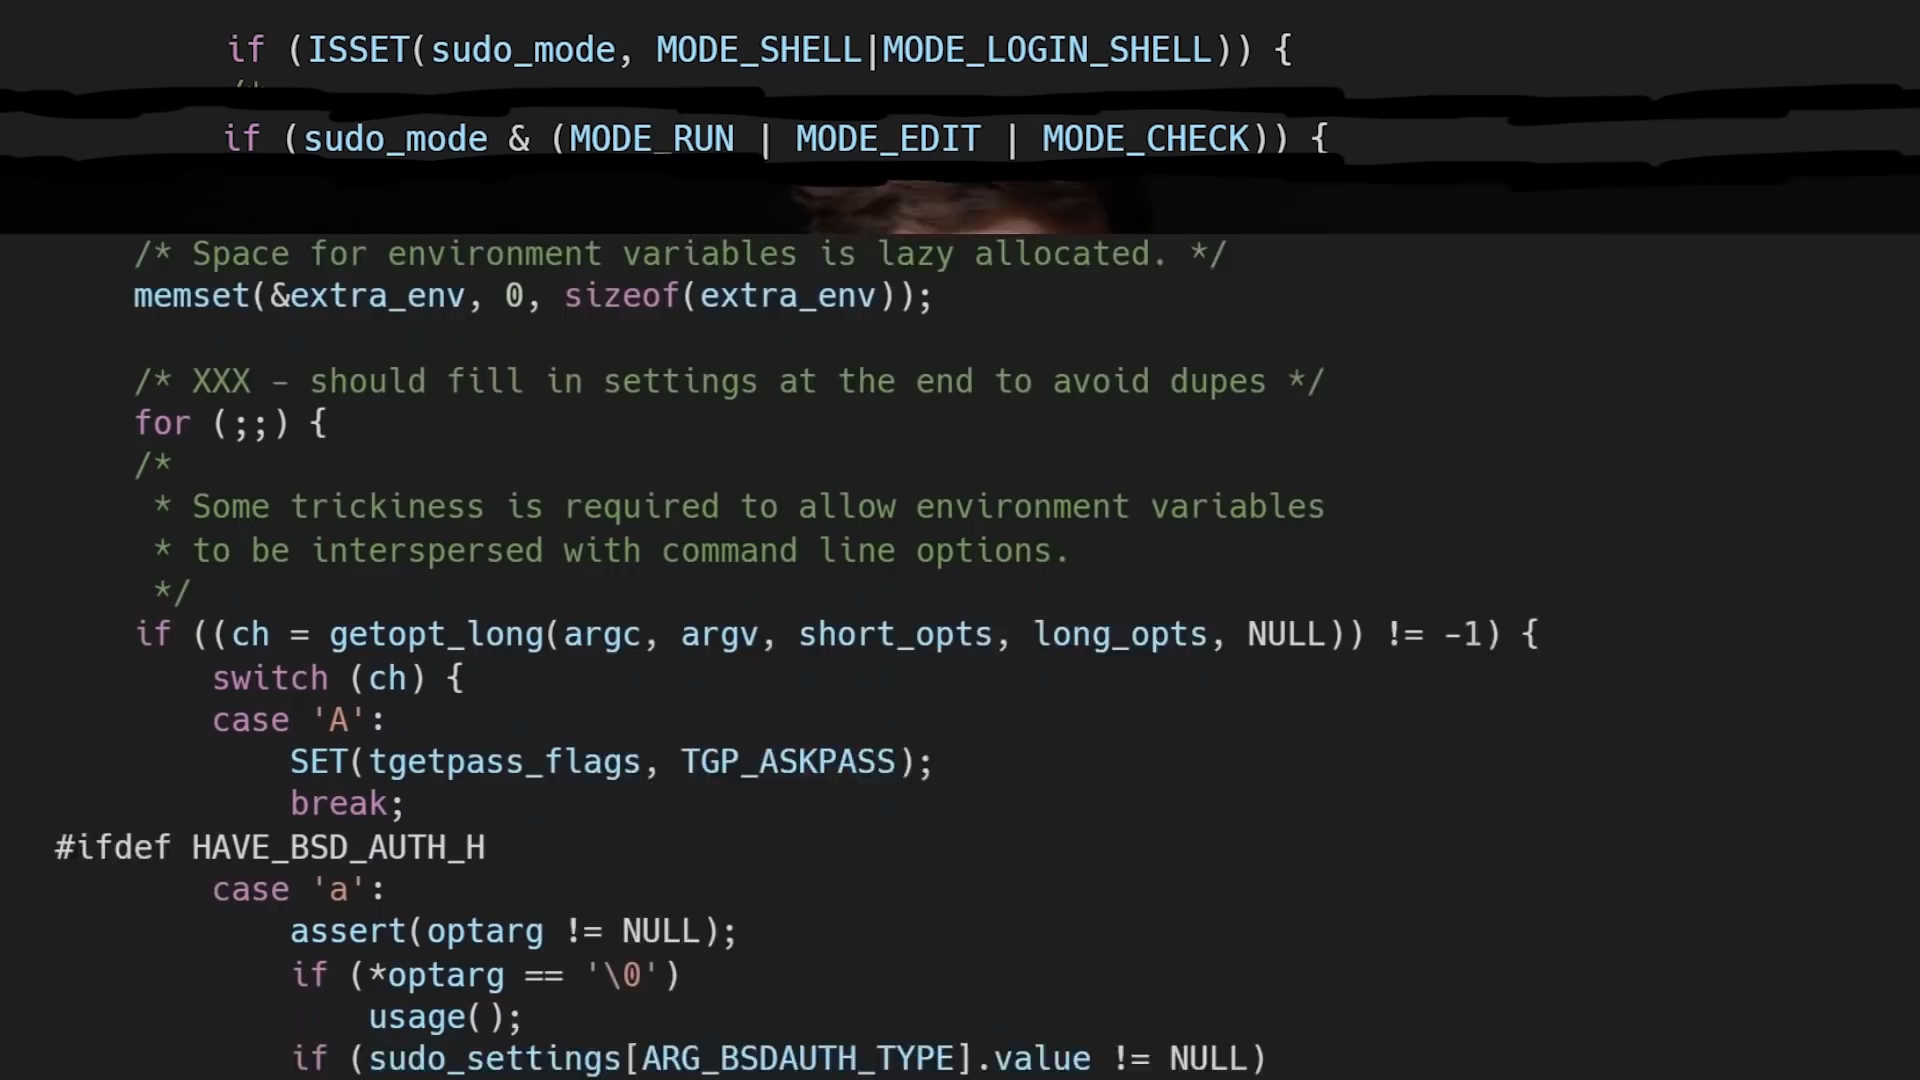 if (ISSET(sudo_mode, MODE_SHELL|MODE_LOGIN_SHELL)) {
if (sudo_mode & (MODE_RUN | MODE_EDIT | MODE_CHECK)) {
/* Space for environment variables is lazy allocated. */
memset(&extra_env, 0, sizeof(extra_env));
/* XXX - should fill in settings at the end to avoid dupes */
for (;;) {
/*
* Some trickiness is required to allow environment variables
* to be interspersed with command line options.
*/
if ((ch = getopt_long(argc, argv, short_opts, long_opts, NULL)) != -1) {
switch (ch) {
case 'A':
SET(tgetpass_flags, TGP_ASKPASS);
break;
#ifdef HAVE_BSD_AUTH_H
case 'a':
assert(optarg != NULL);
if (*optarg == '\0')
usage();
if (sudo_settings[ARG_BSDAUTH_TYPE].value != NULL)